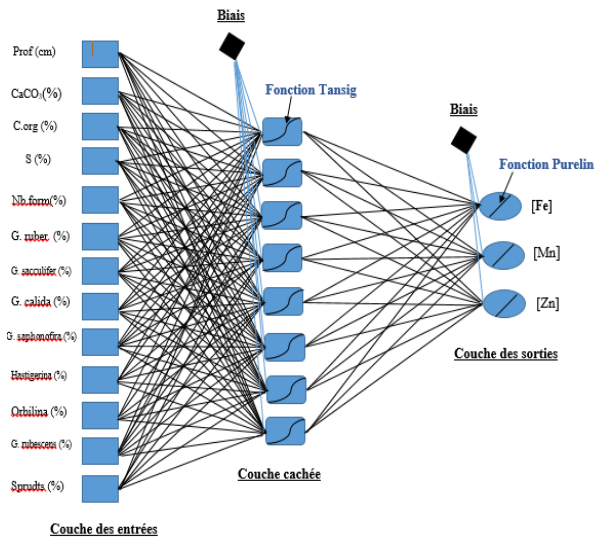 Biais
Prof (cm)
CaCO₃(%)
C.org (%)
S (%)
Nb.form(%)
G. ruber. (%)
G. sacculifer (%)
G. calida (%)
G. saphonofira (%)
Hastigerina (%)
Orbilina (%)
G. rubescens (%)
Sprudts (%)
Couche des entrées
Fonction Tansig
Couche cachée
Biais
Fonction Purelin
[Fe]
[Mn]
[Zn]
Couche des sorties